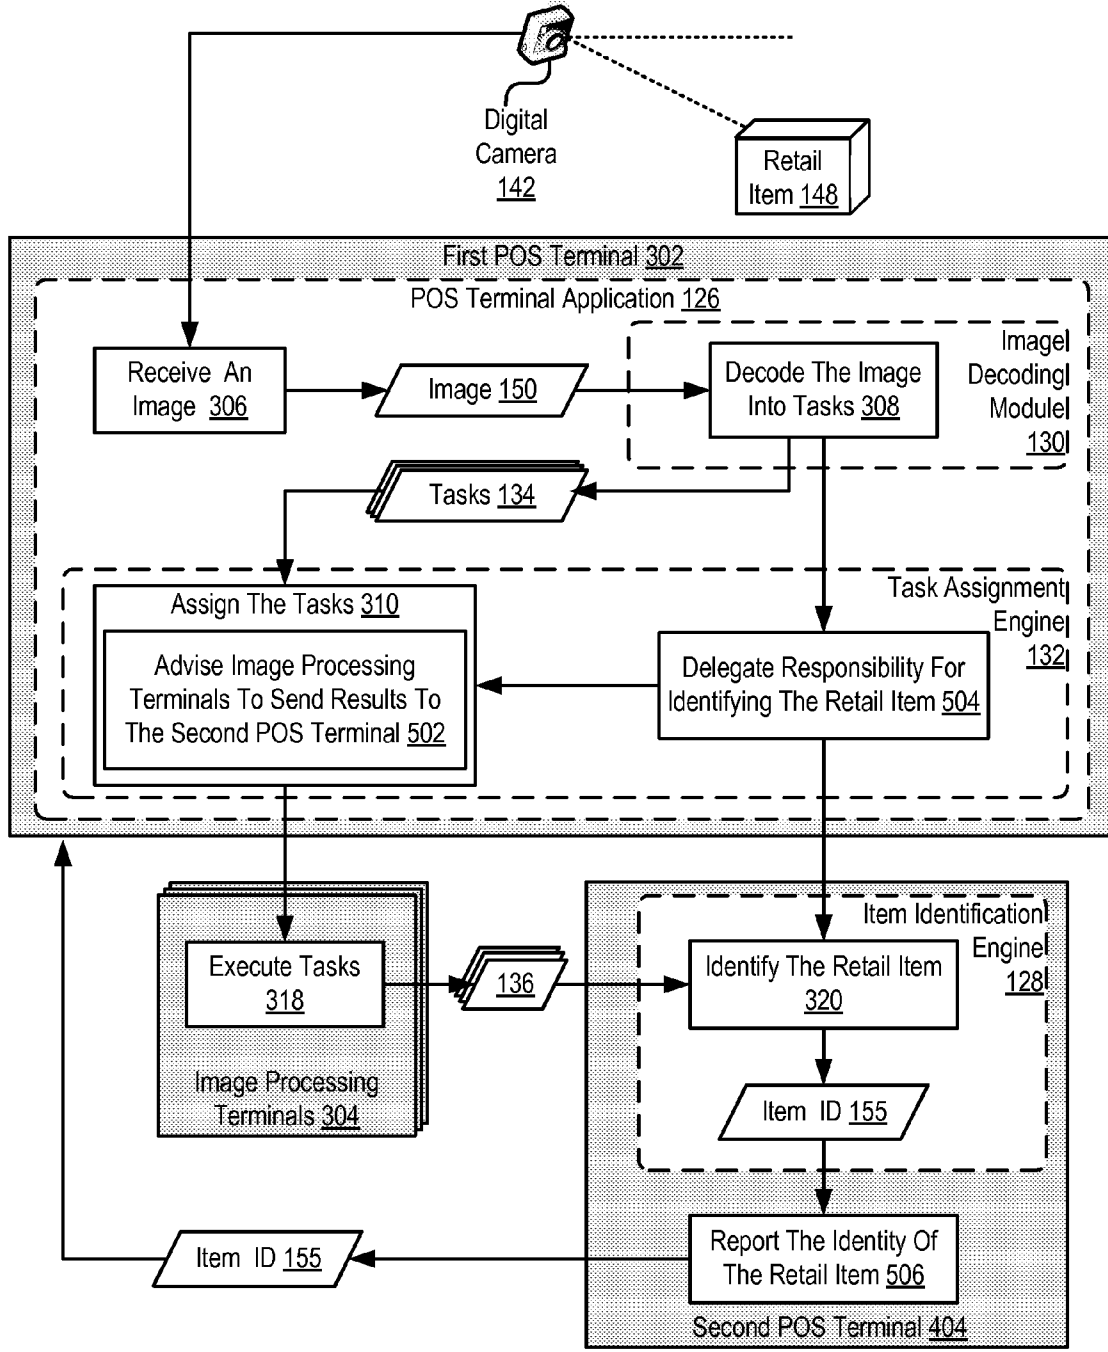 Digital
Camera
142
Retail
Item 148
First POS Terminal 302
POS Terminal Application 126
Receive An
Image 306
Image 150
Decode The Image
Into Tasks 308
Image
Decoding
Module
130
Tasks 134
Task Assignment
Engine
132
Assign The Tasks 310
Advise Image Processing
Terminals To Send Results To
The Second POS Terminal 502
Delegate Responsibility For
Identifying The Retail Item 504
Item Identification
Engine
128
Execute Tasks
318
136
Identify The Retail Item
320
Image Processing
Terminals 304
Item ID 155
Report The Identity Of
The Retail Item 506
Item ID 155
Second POS Terminal 404